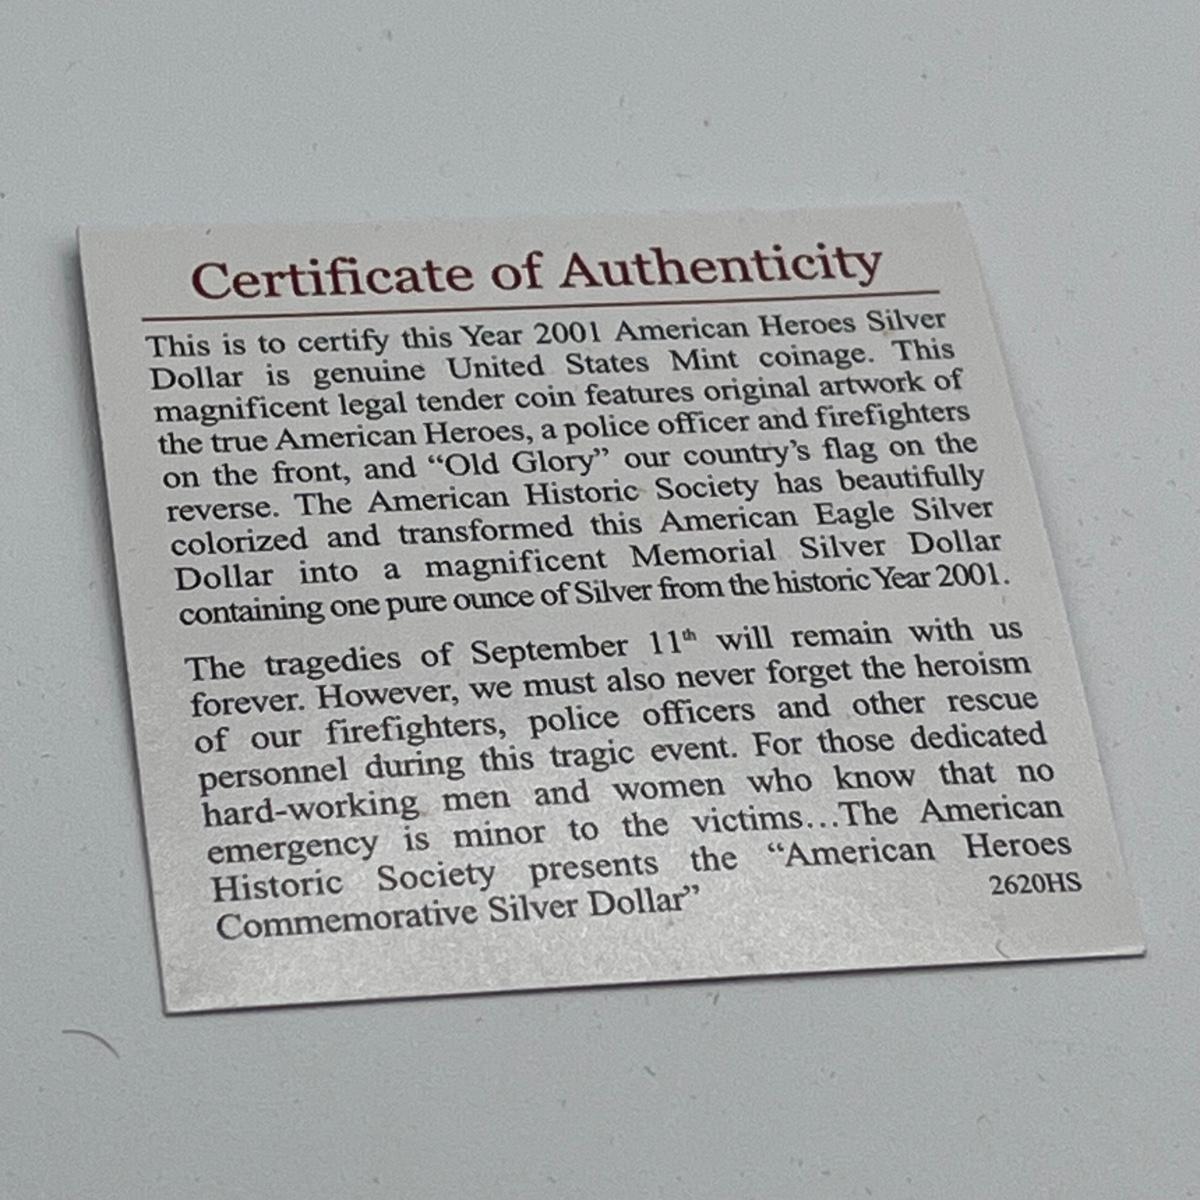 Certificate of Authenticity
This is to certify this Year 2001 American Heroes Silver
Dollar is genuine United States Mint coinage. This
magnificent legal tender coin features original artwork of
the true American Heroes, a police officer and firefighters
on the front, and “Old Glory” our country’s flag on the
reverse. The American Historic Society has beautifully
colorized and transformed this American Eagle Silver
Dollar into a magnificent Memorial Silver Dollar
containing one pure ounce of Silver from the historic Year 2001.
The tragedies of September 11th will remain with us
forever. However, we must also never forget the heroism
of our firefighters, police officers and other rescue
personnel during this tragic event. For those dedicated
hard-working men and women who know that no
emergency is minor to the victims...The American
Historic Society presents the “American Heroes
Commemorative Silver Dollar”
2620HS